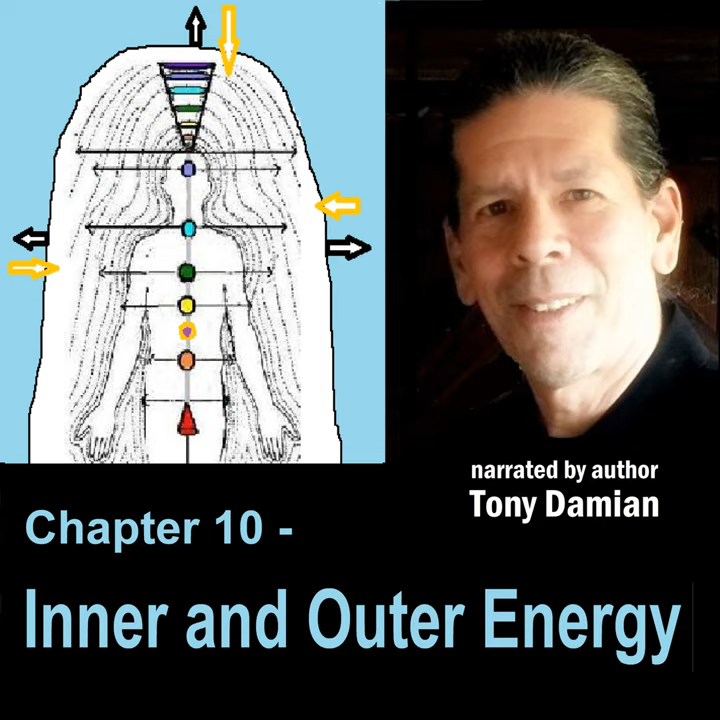 narrated by author
Tony Damian
Chapter 10 -
Inner and Outer Energy